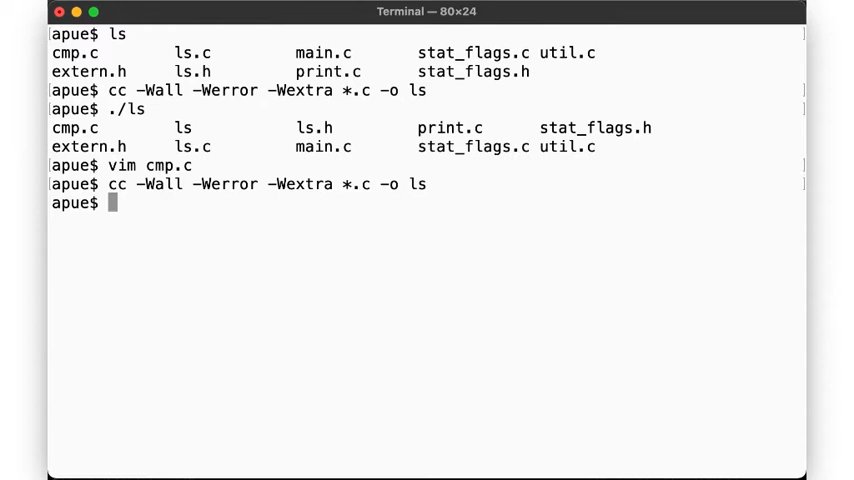 Terminal — 80×24
[apue$ ls ]
cmp.c ls.c main.c stat_flags.c util.c
extern.h ls.h print.c stat_flags.h
[apue$ cc -Wall -Werror -Wextra *.c -o ls ]
[apue$ ./ls ]
cmp.c ls ls.h print.c stat_flags.h
extern.h ls.c main.c stat_flags.c util.c
[apue$ vim cmp.c ]
[apue$ cc -Wall -Werror -Wextra *.c -o ls ]
apue$